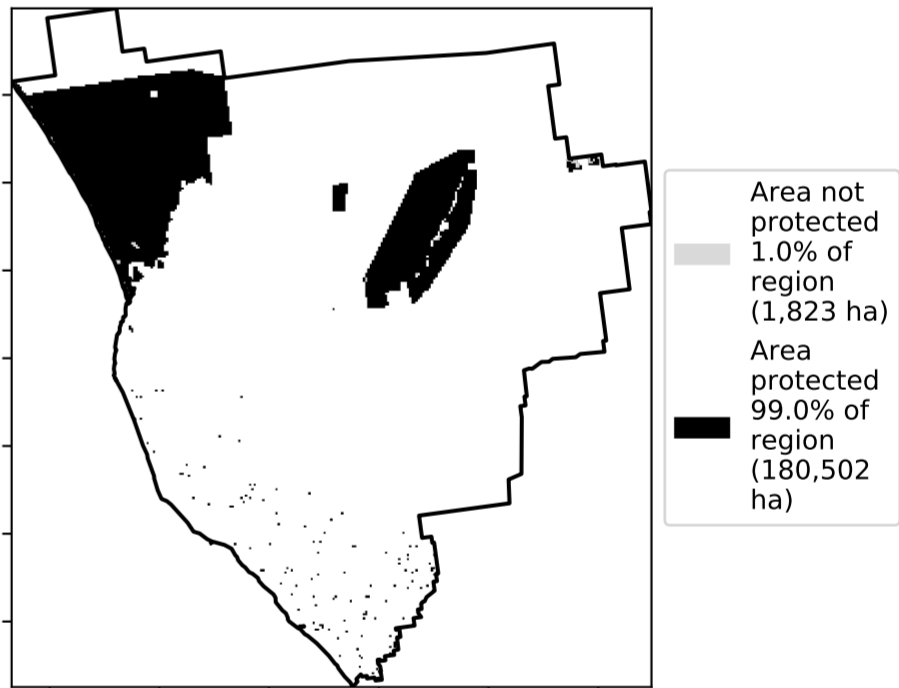 Area not
protected
1.0% of
region
(1,823 ha)
Area
protected
99.0% of
region
(180,502
ha)